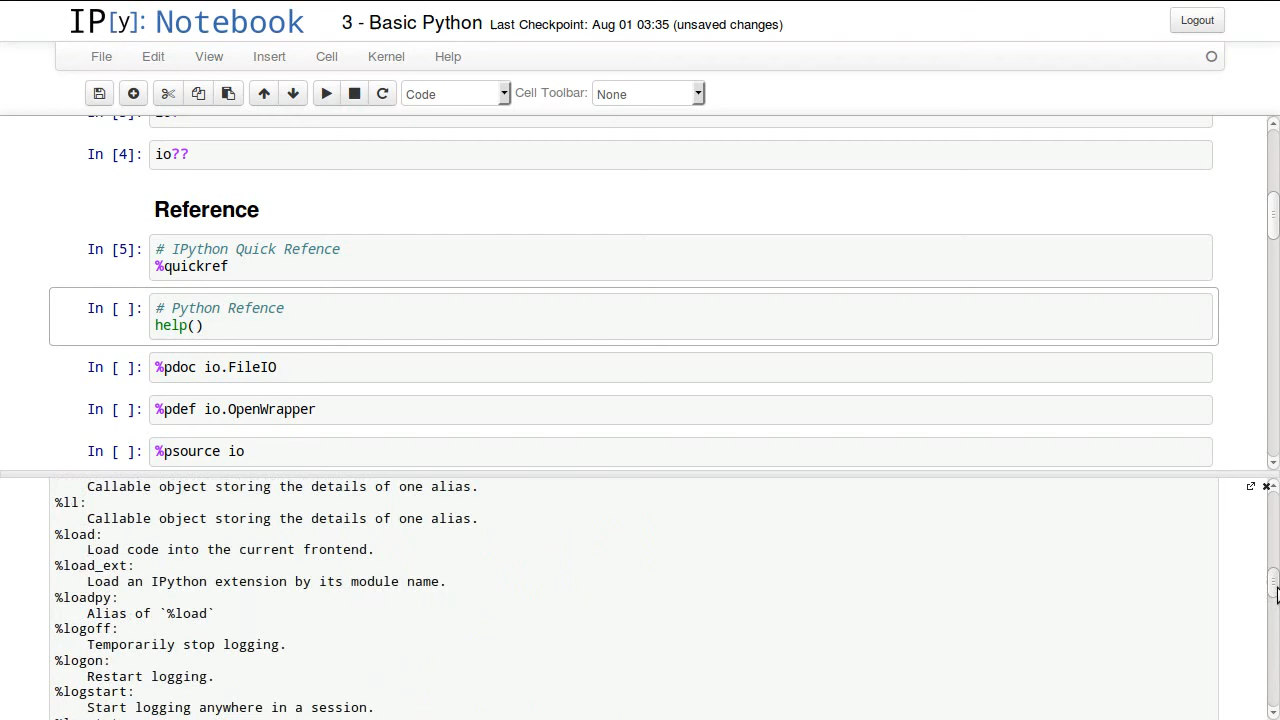 IP[y]: Notebook
3 - Basic Python Last Checkpoint: Aug 01 03:35 (unsaved changes)
Logout
File Edit View Insert Cell Kernel Help
Code
Cell Toolbar: None
In [4]: io??
Reference
In [5]: # IPython Quick Refence
%quickref
In [ ]: # Python Refence
help()
In [ ]: %pdoc io.FileIO
In [ ]: %pdef io.OpenWrapper
In [ ]: %psource io
Callable object storing the details of one alias.
%ll:
Callable object storing the details of one alias.
%load:
Load code into the current frontend.
%load_ext:
Load an IPython extension by its module name.
%loadpy:
Alias of `%load`
%logoff:
Temporarily stop logging.
%logon:
Restart logging.
%logstart:
Start logging anywhere in a session.